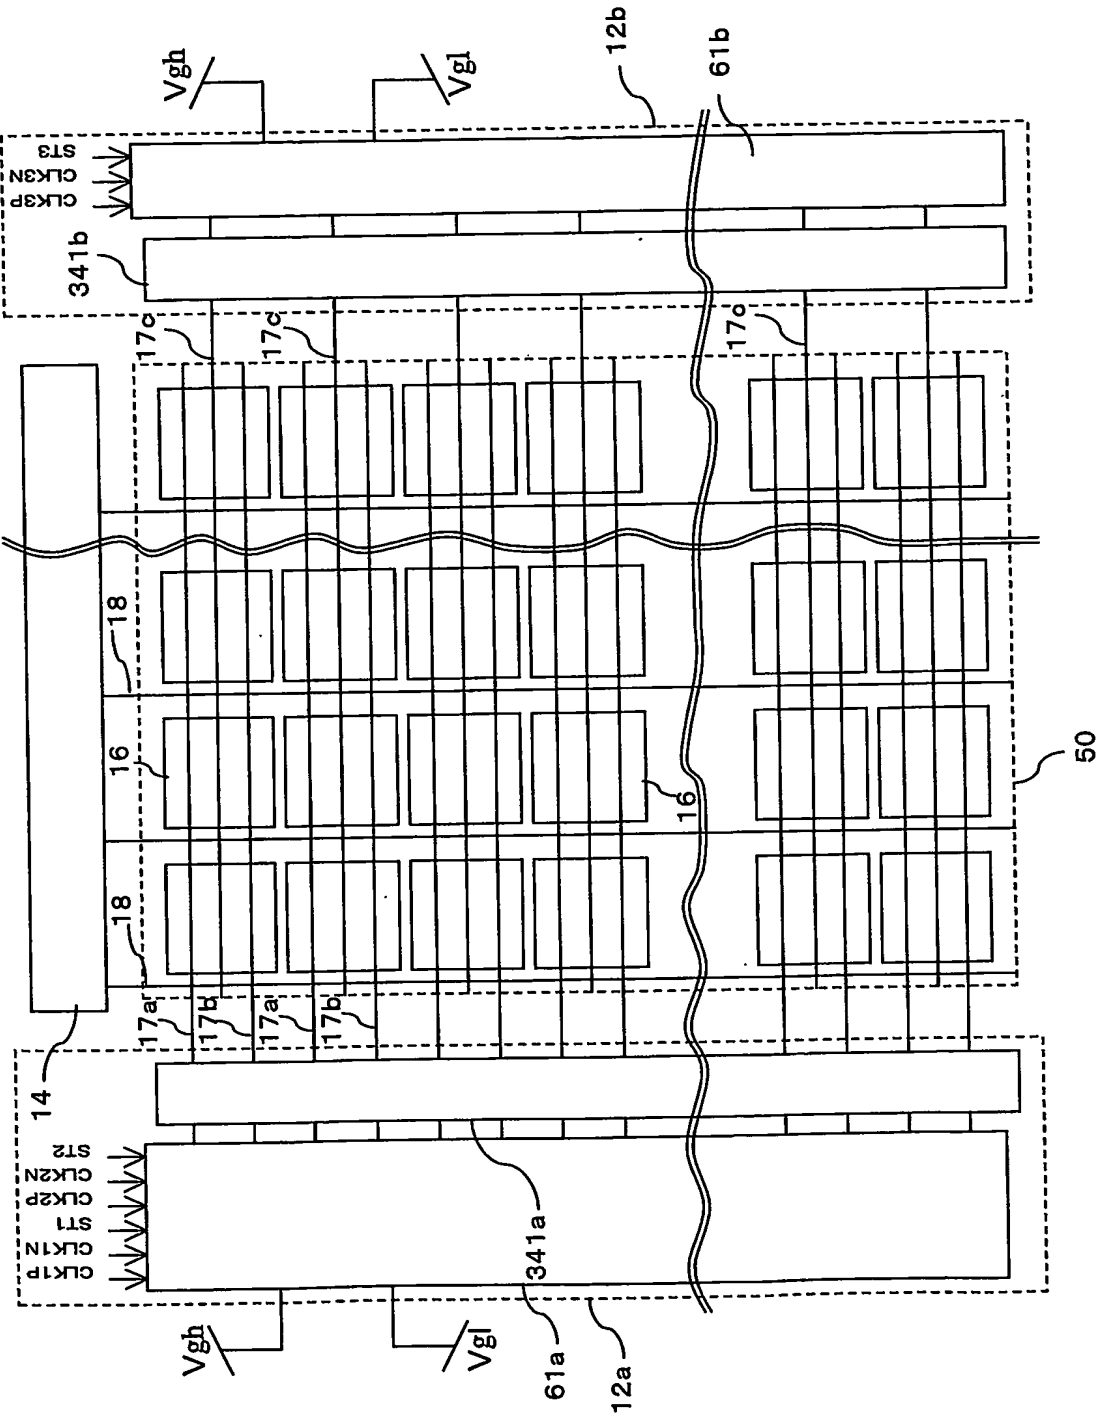 Vgh
Vgl
12b
61b
ST3
CLK3N
CLK3P
341b
17c
17c
17c
18
16
16
50
18
17a
17b
17a
17b
14
ST2
CLK2N
CLK2P
ST1
CLK1N
CLK1P
341a
Vgh
Vgl
61a
12a